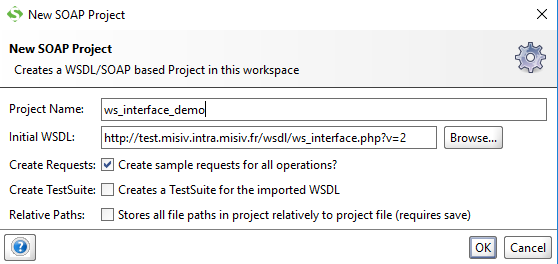 New SOAP Project
New SOAP Project
Creates a WSDL/SOAP based Project in this workspace
Project Name: ws_interface_demo
Initial WSDL: http://test.misiv.intra.misiv.fr/wsdl/ws_interface.php?v=2 Browse...
Create Requests: Create sample requests for all operations?
Create TestSuite: Creates a TestSuite for the imported WSDL
Relative Paths: Stores all file paths in project relatively to project file (requires save)
? OK Cancel